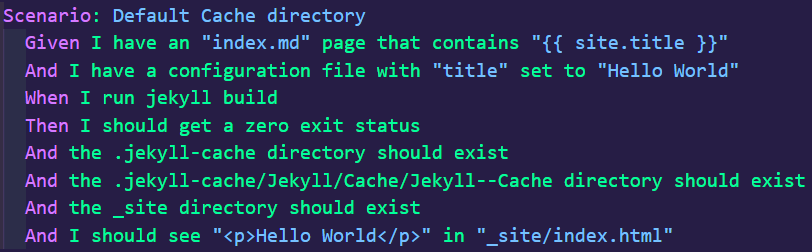 Scenario: Default Cache directory
Given I have an "index.md" page that contains "{{ site.title }}"
And I have a configuration file with "title" set to "Hello World"
When I run jekyll build
Then I should get a zero exit status
And the .jekyll-cache directory should exist
And the .jekyll-cache/Jekyll/Cache/Jekyll--Cache directory should exist
And the _site directory should exist
And I should see "<p>Hello World</p>" in "_site/index.html"